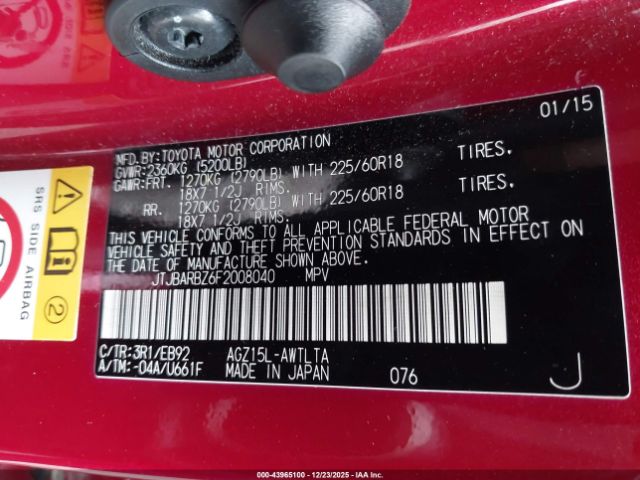 01/15
MFD.BY:TOYOTA MOTOR CORPORATION
GVWR:2360KG (5200LB)
GAWR:FRT. 1270KG (2790LB) WITH 225/60R18 TIRES.
18X7 1/2J RIMS.
RR. 1270KG (2790LB) WITH 225/60R18 TIRES.
18X7 1/2J RIMS.
THIS VEHICLE CONFORMS TO ALL APPLICABLE FEDERAL MOTOR
VEHICLE SAFETY AND THEFT PREVENTION STANDARDS IN EFFECT ON
THE DATE OF MANUFACTURE SHOWN ABOVE.
JTJBARBZ6F2008040 MPV
C/TR:3R1/EB92 AGZ15L-AWTLTA
A/TM:-04A/U661F MADE IN JAPAN 076 J
SRS SIDE AIRBAG
2
000-43965100 - 12/23/2025 - IAAI.COM